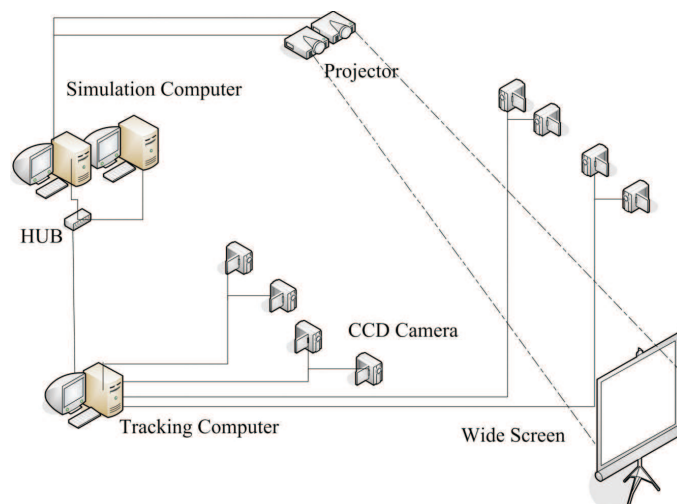 Projector
Simulation Computer
HUB
CCD Camera
Tracking Computer
Wide Screen